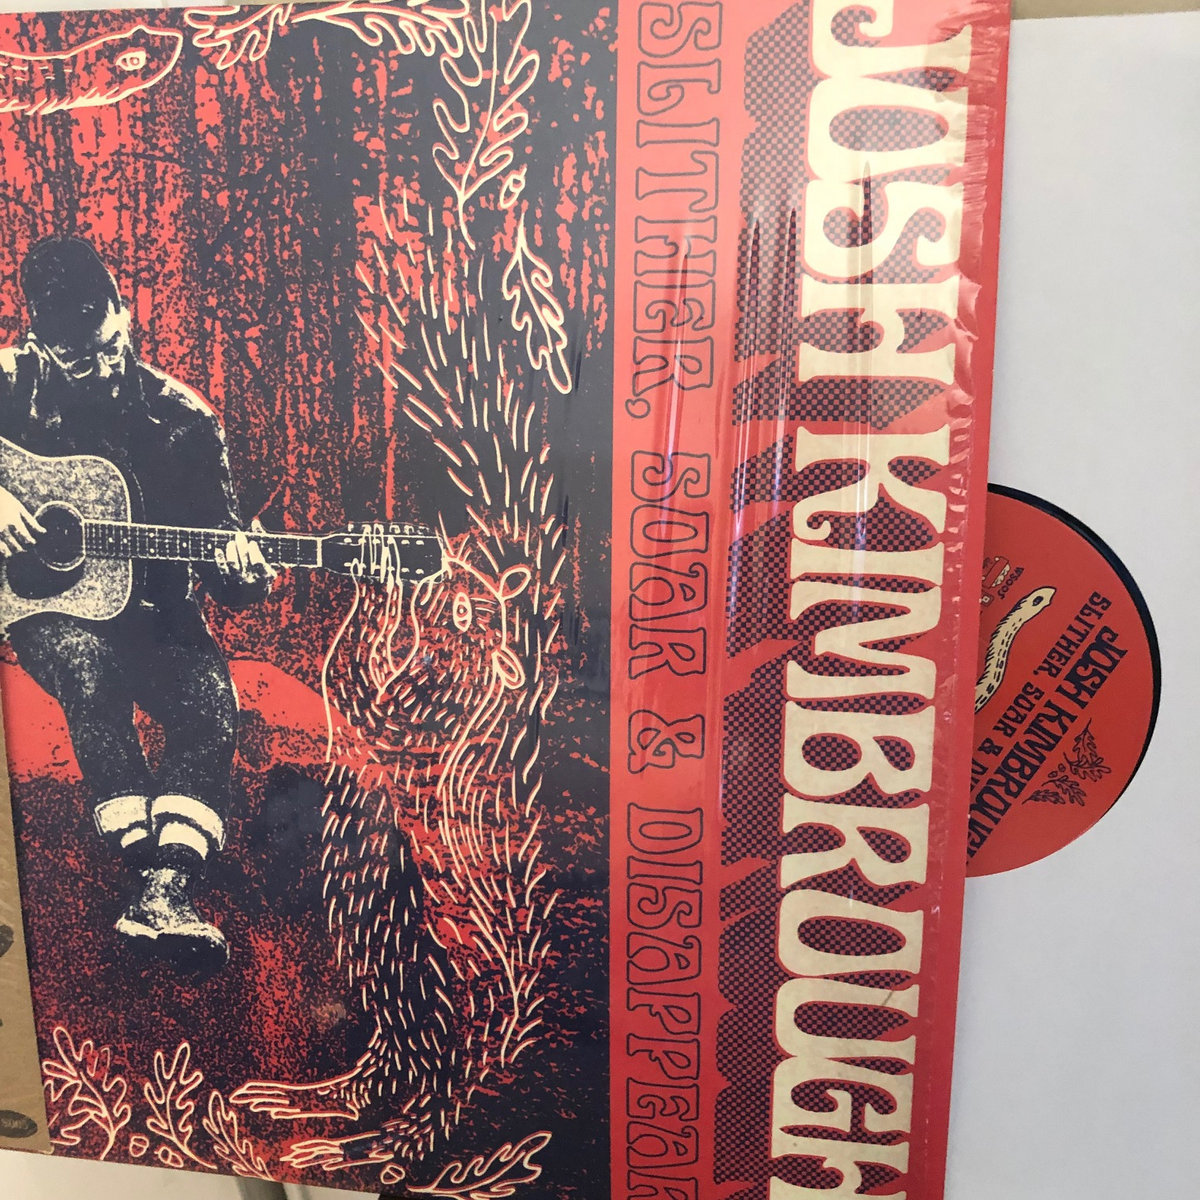 JOSH KIMBROUGH
SLITHER, SOAR & DISAPPEAR
JOSH KIMBROUGH
SLITHER, SOAR &